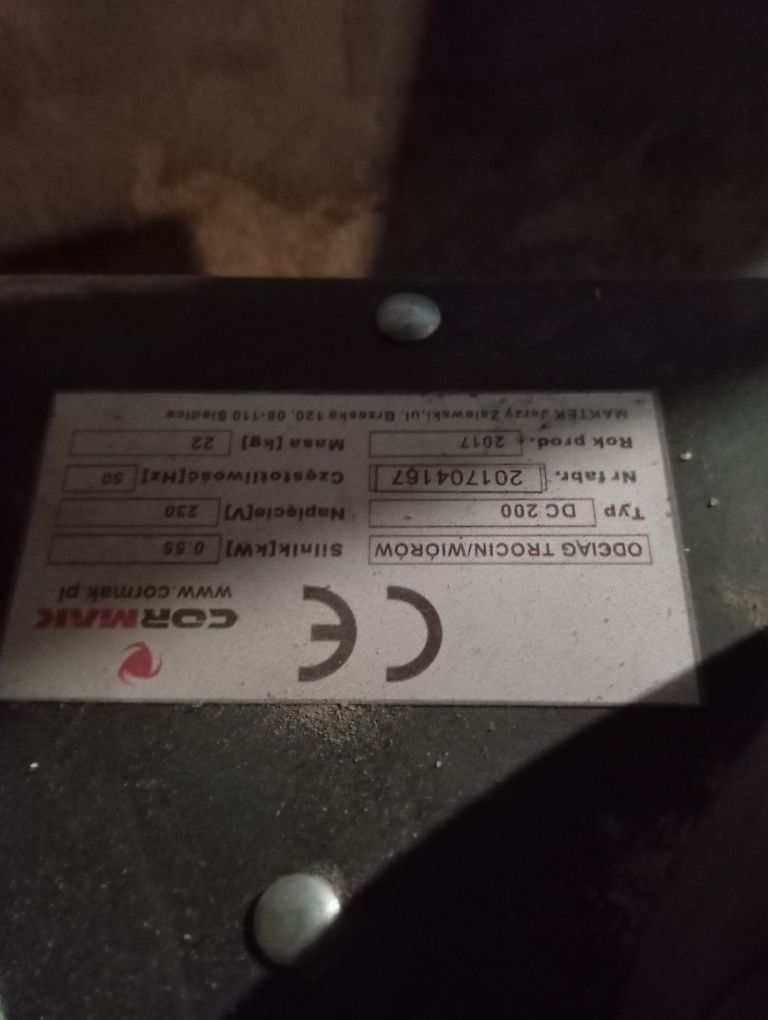 CE
CORMAK
www.cormak.pl
ODCIĄG TROCIN/WIÓRÓW Silnik[kW] 0.55
Typ DC 200 Napięcie[V] 230
Nr fabr. 201704167 Częstotliwość[Hz] 50
Rok prod. 2017 Masa [kg] 22
MAKTEK Jerzy Zalewski,ul. Brzeska 120, 08-110 Siedlce